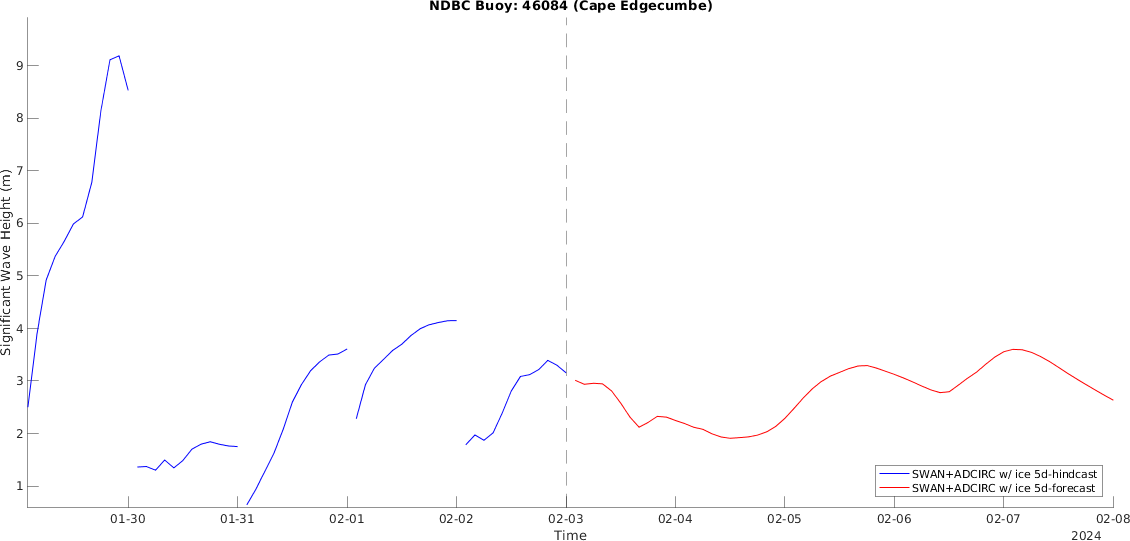 NDBC Buoy: 46084 (Cape Edgecumbe)
Significant Wave Height (m)
9
8
7
6
5
4
3
2
1
SWAN+ADCIRC w/ ice 5d-hindcast
SWAN+ADCIRC w/ ice 5d-forecast
01-30 01-31 02-01 02-02 02-03 02-04 02-05 02-06 02-07 02-08
Time
2024